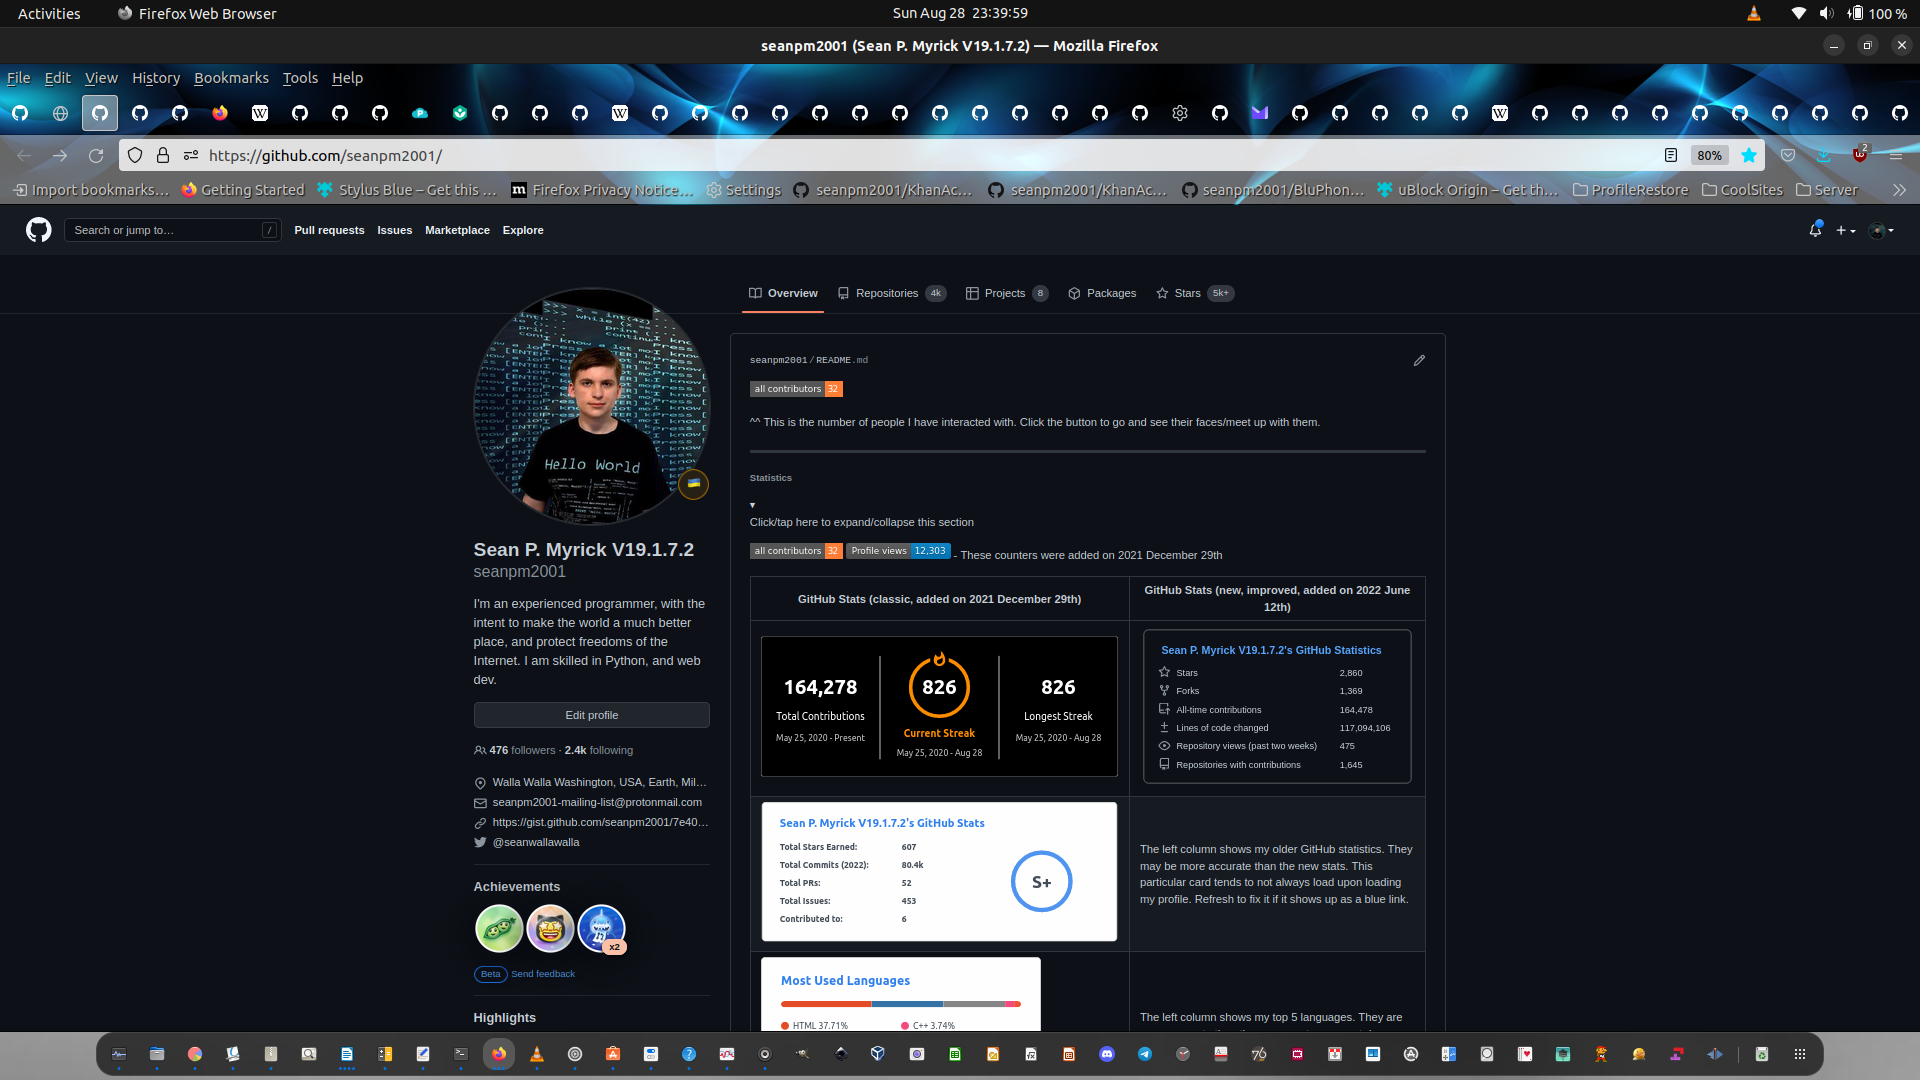 Activities
Firefox Web Browser
Sun Aug 28 23:39:59
100 %
seanpm2001 (Sean P. Myrick V19.1.7.2) — Mozilla Firefox
File Edit View History Bookmarks Tools Help
https://github.com/seanpm2001/
80%
2
Import bookmarks…
Getting Started
Stylus Blue – Get this …
Firefox Privacy Notice…
Settings
seanpm2001/KhanAc…
seanpm2001/KhanAc…
seanpm2001/BluPhon…
uBlock Origin – Get th…
ProfileRestore
CoolSites
Server
Search or jump to…
/
Pull requests
Issues
Marketplace
Explore
Overview
Repositories 4k
Projects 8
Packages
Stars 5k+
Hello World
Sean P. Myrick V19.1.7.2
seanpm2001
I'm an experienced programmer, with the
intent to make the world a much better
place, and protect freedoms of the
Internet. I am skilled in Python, and web
dev.
Edit profile
476 followers · 2.4k following
Walla Walla Washington, USA, Earth, Mil…
seanpm2001-mailing-list@protonmail.com
https://gist.github.com/seanpm2001/7e40…
@seanwallawalla
Achievements
x2
Beta Send feedback
Highlights
seanpm2001 / README.md
all contributors 32
^^ This is the number of people I have interacted with. Click the button to go and see their faces/meet up with them.
Statistics
▾
Click/tap here to expand/collapse this section
all contributors 32 Profile views 12,303 - These counters were added on 2021 December 29th
GitHub Stats (classic, added on 2021 December 29th)
GitHub Stats (new, improved, added on 2022 June
12th)
164,278
Total Contributions
May 25, 2020 - Present
826
Current Streak
May 25, 2020 - Aug 28
826
Longest Streak
May 25, 2020 - Aug 28
Sean P. Myrick V19.1.7.2's GitHub Statistics
Stars 2,860
Forks 1,369
All-time contributions 164,478
Lines of code changed 117,094,106
Repository views (past two weeks) 475
Repositories with contributions 1,645
Sean P. Myrick V19.1.7.2's GitHub Stats
Total Stars Earned: 607
Total Commits (2022): 80.4k
Total PRs: 52
Total Issues: 453
Contributed to: 6
S+
The left column shows my older GitHub statistics. They
may be more accurate than the new stats. This
particular card tends to not always load upon loading
my profile. Refresh to fix it if it shows up as a blue link.
Most Used Languages
HTML 37.71%
C++ 3.74%
The left column shows my top 5 languages. They are